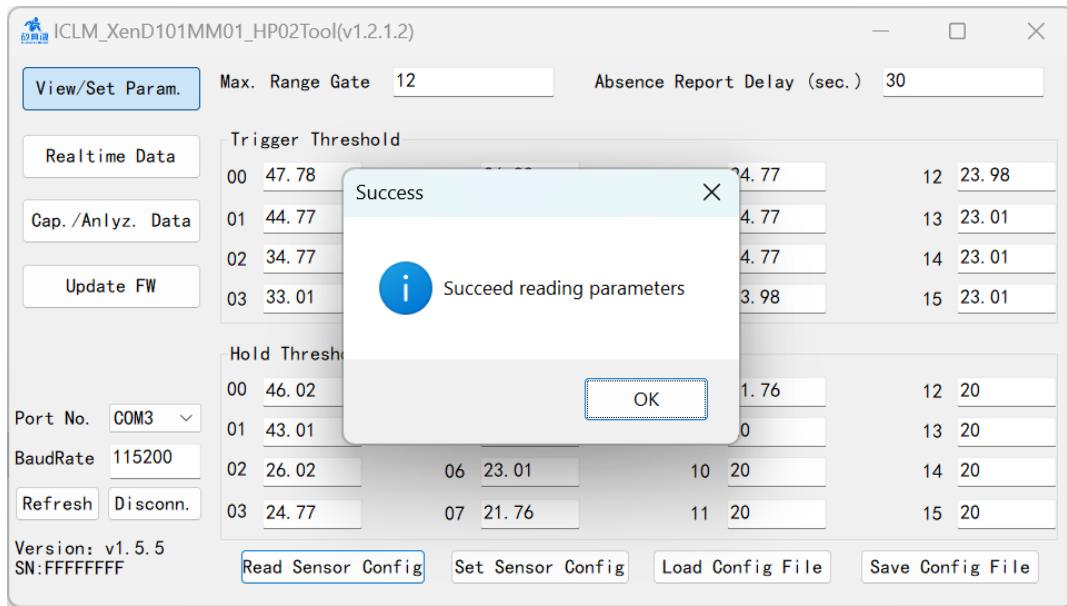 ICLM_XenD101MM01_HP02Tool(v1.2.1.2)
View/Set Param.
Max. Range Gate 12
Absence Report Delay (sec.) 30
Realtime Data
Cap./Anlyz. Data
Update FW
Trigger Threshold
00 47.78
12 23.98
01 44.77
13 23.01
02 34.77
14 23.01
03 33.01
15 23.01
Success
Succeed reading parameters
OK
Hold
00 46.02
12 20
01 43.01
13 20
02 26.02
06 23.01
10 20
14 20
03 24.77
07 21.76
11 20
15 20
Port No. COM3
BaudRate 115200
Refresh Disconn.
Version: v1.5.5
SN:FFFFFFFF
Read Sensor Config
Set Sensor Config
Load Config File
Save Config File